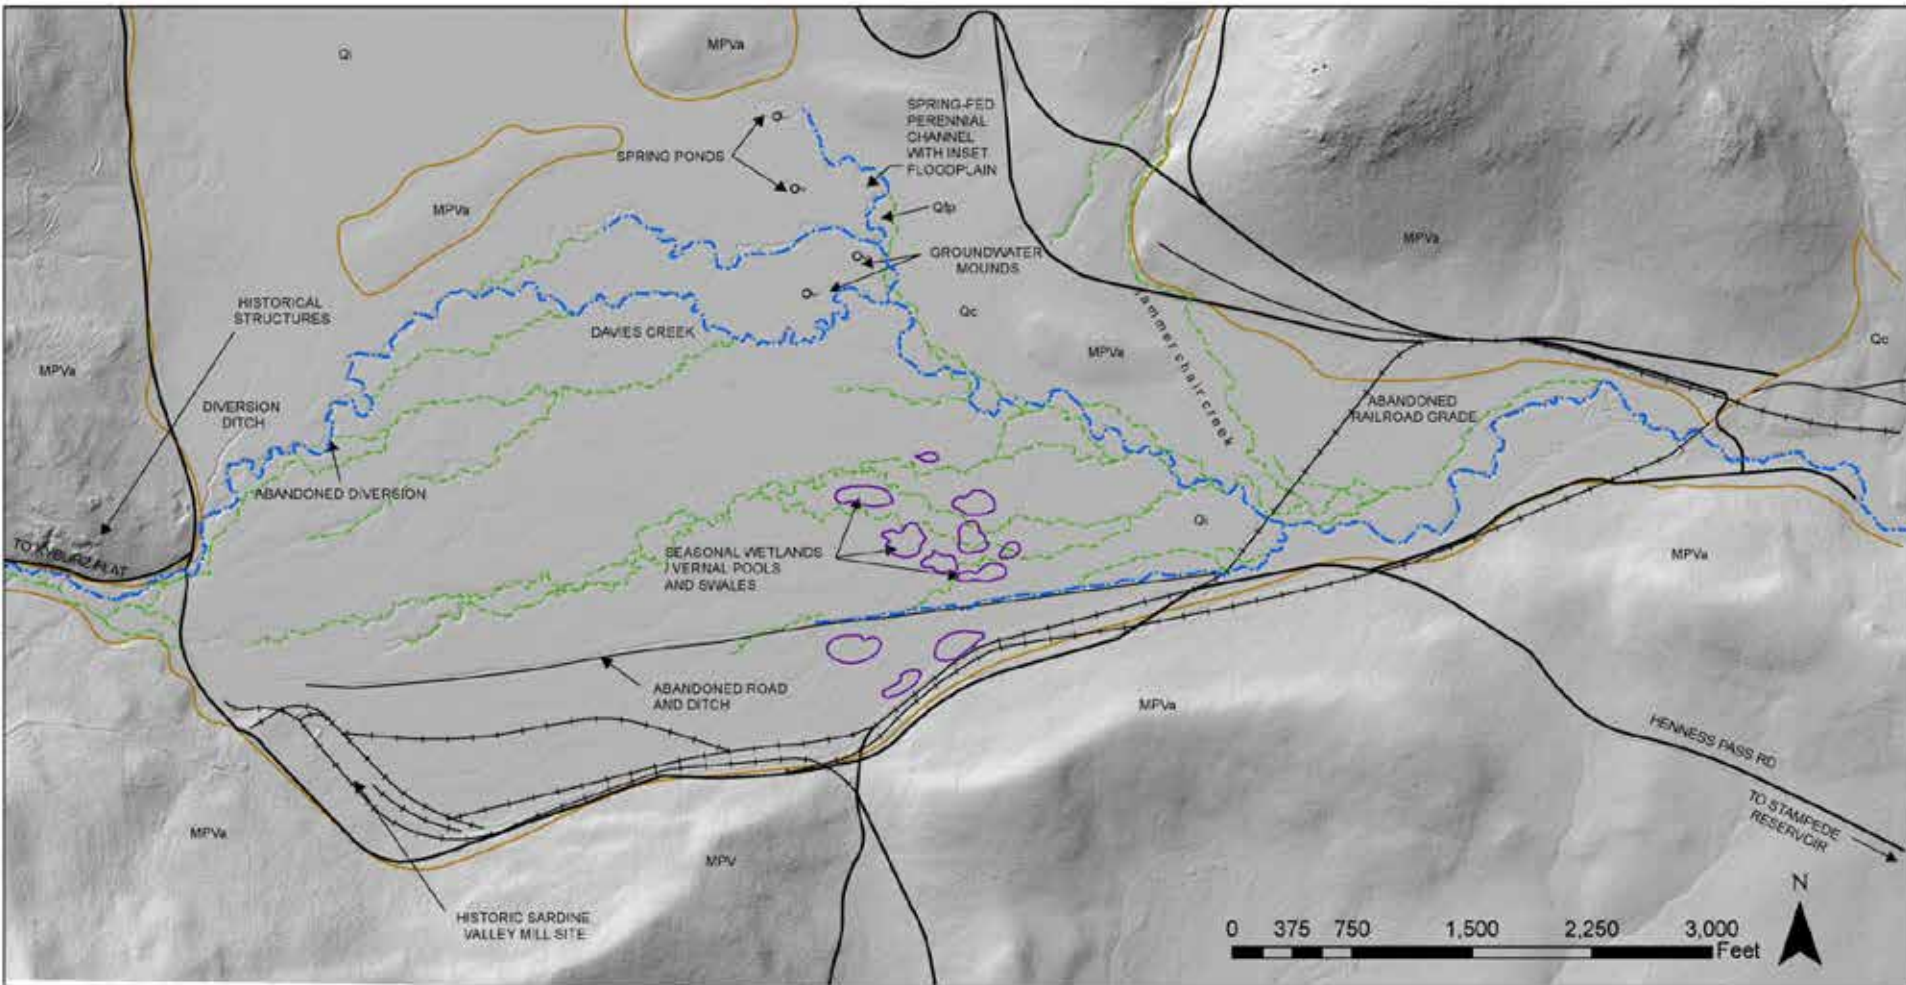 Ql
MPVa
SPRING-FED
PERENNIAL
CHANNEL
WITH INSET
FLOODPLAIN
SPRING PONDS
MPVa
Qfp
MPVa
GROUNDWATER
MOUNDS
HISTORICAL
STRUCTURES
DAVIES CREEK
Qc
MPVa
MPVa
Qc
Jammerchaircreek
DIVERSION
DITCH
ABANDONED
RAILROAD GRADE
ABANDONED DIVERSION
TO KYBURZ FLAT
SEASONAL WETLANDS
/ VERNAL POOLS
AND SWALES
Ql
MPVa
ABANDONED ROAD
AND DITCH
MPVa
HENNESS PASS RD
TO STAMPEDE
RESERVOIR
MPVa
MPV
HISTORIC SARDINE
VALLEY MILL SITE
N
0 375 750 1,500 2,250 3,000
Feet